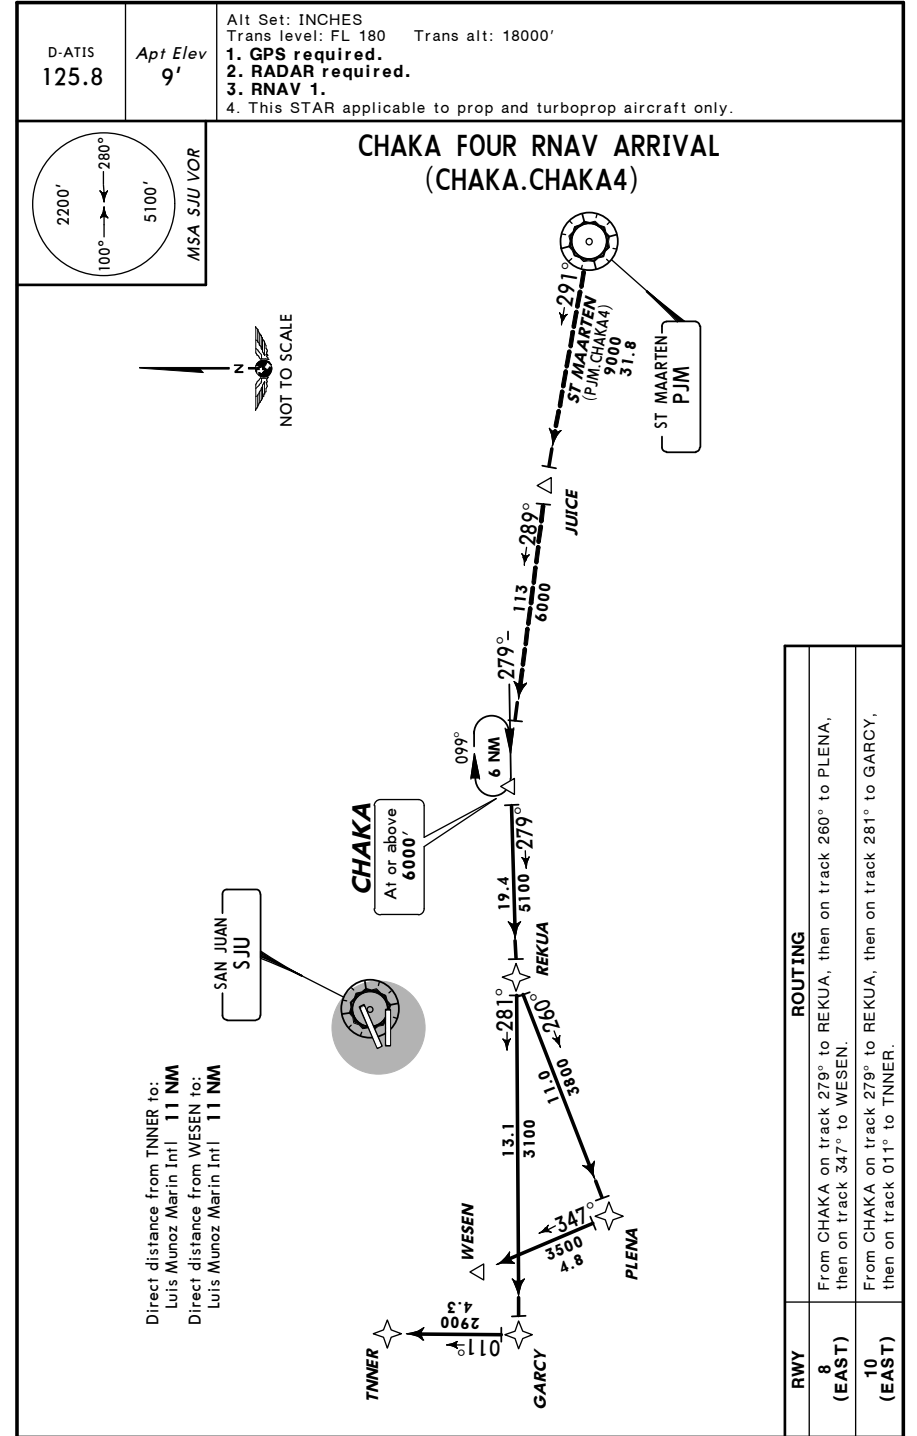 D-ATIS
125.8
Apt Elev
9'
Alt Set: INCHES
Trans level: FL 180 Trans alt: 18000'
1. GPS required.
2. RADAR required.
3. RNAV 1.
4. This STAR applicable to prop and turboprop aircraft only.
CHAKA FOUR RNAV ARRIVAL
(CHAKA.CHAKA4)
2200'
100°
280°
5100'
MSA SJU VOR
N
NOT TO SCALE
291°
ST MAARTEN
(PJM.CHAKA4)
9000
31.8
ST MAARTEN
PJM
JUICE
289°
113
6000
279°
099°
6 NM
CHAKA
At or above
6000'
279°
19.4
5100
REKUA
SAN JUAN
SJU
281°
260°
13.1
3100
11.0
3800
WESEN
347°
3500
4.8
PLENA
2900
4.3
011°
TNNER
GARCY
Direct distance from TNNER to:
Luis Munoz Marin Intl 11 NM
Direct distance from WESEN to:
Luis Munoz Marin Intl 11 NM
RWY
ROUTING
8
(EAST)
From CHAKA on track 279° to REKUA, then on track 260° to PLENA,
then on track 347° to WESEN.
10
(EAST)
From CHAKA on track 279° to REKUA, then on track 281° to GARCY,
then on track 011° to TNNER.